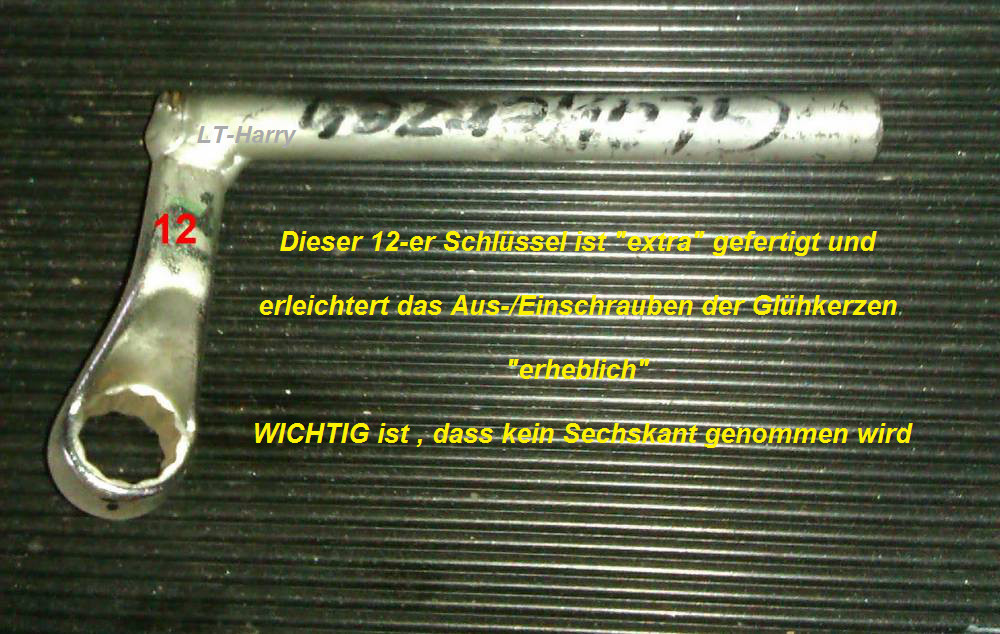 Glühkerzen
LT-Harry
12
Dieser 12-er Schlüssel ist "extra" gefertigt und
erleichtert das Aus-/Einschrauben der Glühkerzen.
"erheblich"
WICHTIG ist , dass kein Sechskant genommen wird